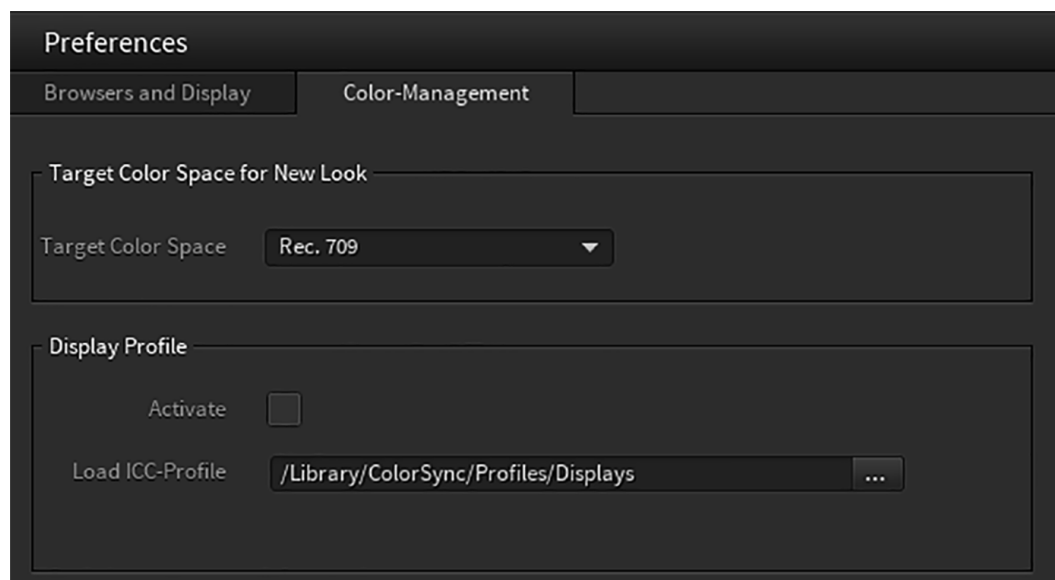 Preferences
Browsers and Display
Color-Management
Target Color Space for New Look
Target Color Space
Rec. 709
Display Profile
Activate
Load ICC-Profile
/Library/ColorSync/Profiles/Displays
...